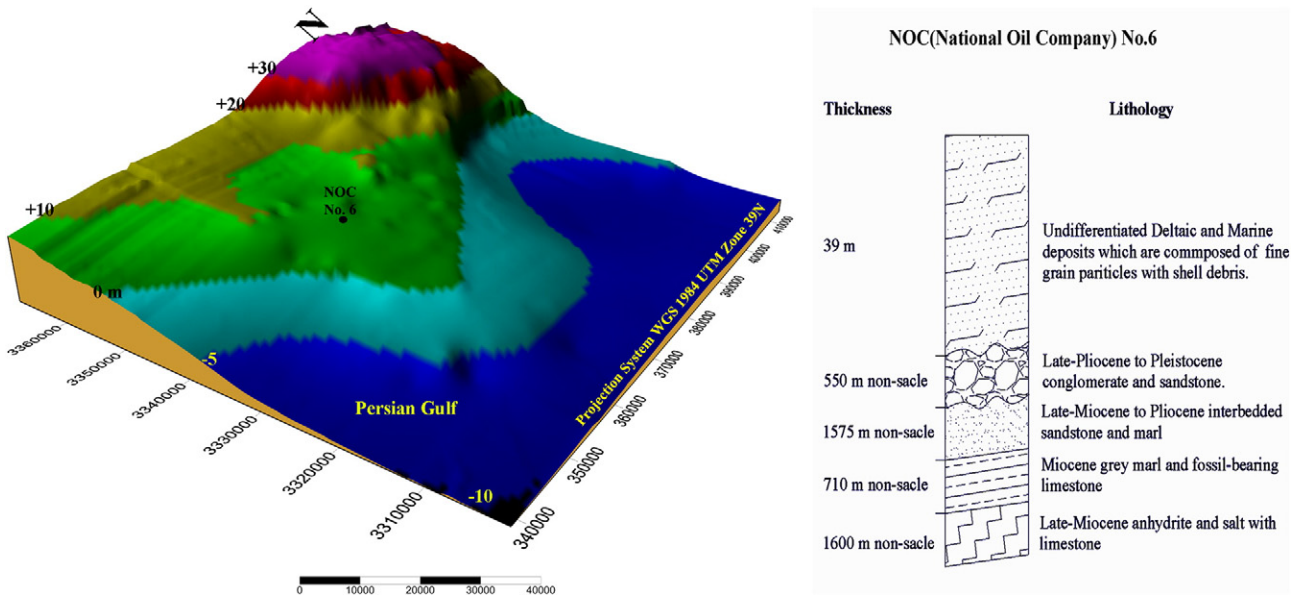 N
+30
+20
+10
0 m
-5
-10
NOC
No. 6
Persian Gulf
Projection System WGS 1984 UTM Zone 39N
3360000
3350000
3340000
3330000
3320000
3310000
340000
350000
360000
370000
380000
390000
400000
410000
0 10000 20000 30000 40000
NOC(National Oil Company) No.6
Thickness Lithology
39 m
Undifferentiated Deltaic and Marine
deposits which are commposed of fine
grain pariticles with shell debris.
550 m non-sacle
Late-Pliocene to Pleistocene
conglomerate and sandstone.
1575 m non-sacle
Late-Miocene to Pliocene interbedded
sandstone and marl
710 m non-sacle
Miocene grey marl and fossil-bearing
limestone
1600 m non-sacle
Late-Miocene anhydrite and salt with
limestone